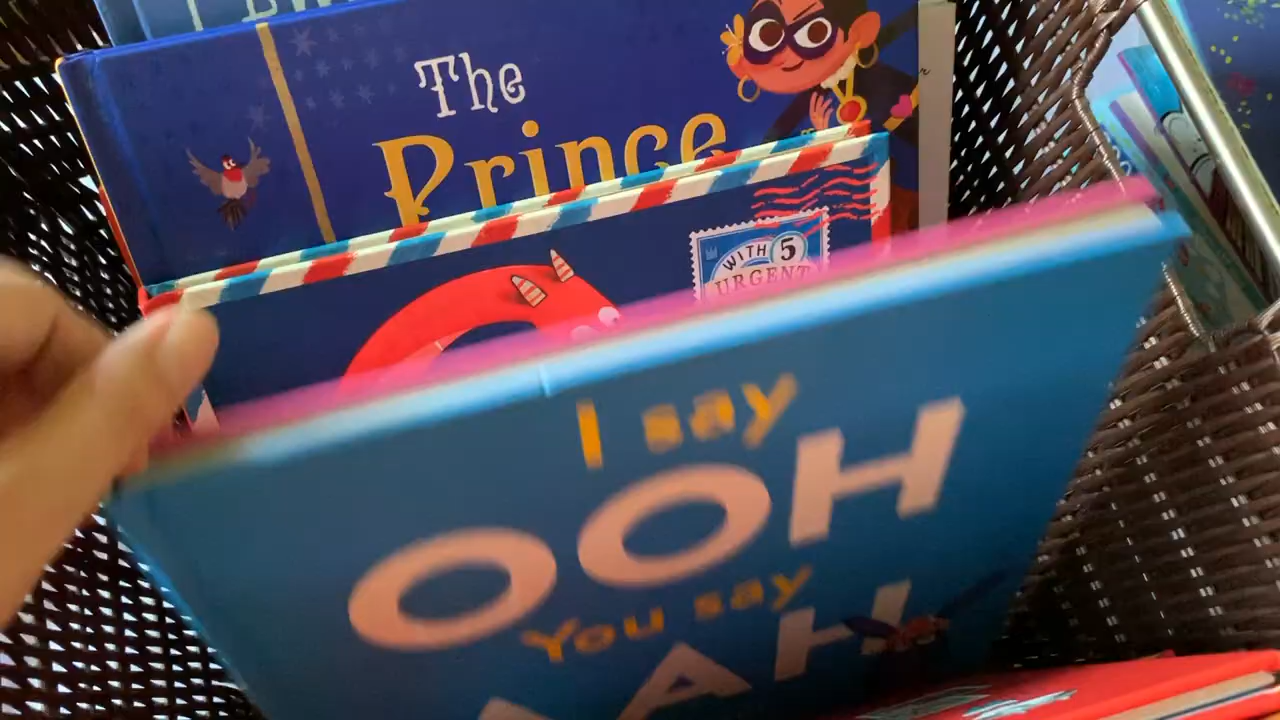 The
Prince
WITH 5
URGENT
I say
OOH
You say
AAH